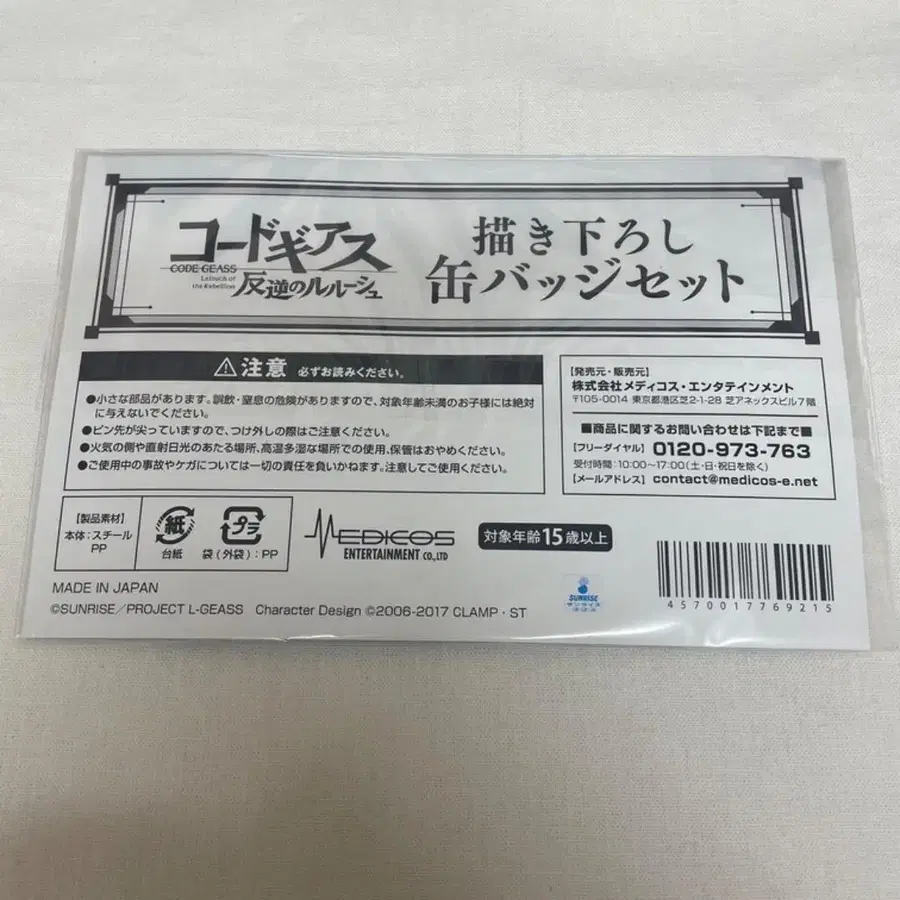 コードギアス
CODE GEASS
Lelouch of
the Rebellion
反逆のルルーシュ
描き下ろし
缶バッジセット
注意 必ずお読みください。
●小さな部品があります。誤飲・窒息の危険がありますので、対象年齢未満のお子様には絶対
に与えないでください。
●ピン先が尖っていますので、つけ外しの際はご注意ください。
●火気の側や直射日光のあたる場所、高温多湿な場所での使用、保管はおやめください。
●ご使用中の事故やケガについては一切の責任を負いかねます。注意してご使用ください。
【発売元・販売元】
株式会社メディコス・エンタテインメント
〒105-0014 東京都港区芝2-1-28 芝アネックスビル7階
■商品に関するお問い合わせは下記まで■
【フリーダイヤル】 0120-973-763
受付時間:10:00~17:00(土・日・祝日を除く)
【メールアドレス】 contact@medicos-e.net
【製品素材】
本体:スチール
PP
紙
台紙
プラ
袋(外袋):PP
MEDICOS
ENTERTAINMENT CO.,LTD
対象年齢15歳以上
MADE IN JAPAN
©SUNRISE/PROJECT L-GEASS Character Design ©2006-2017 CLAMP・ST
SUNRISE
サンライズ
4570017769215